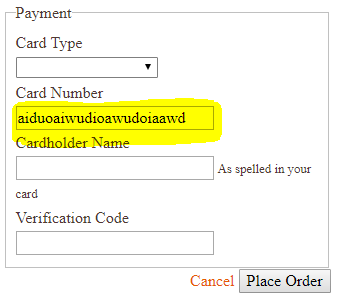 Payment
Card Type
Card Number
aiduoaiwudioawudoiaawd
Cardholder Name
As spelled in your
card
Verification Code
Cancel Place Order